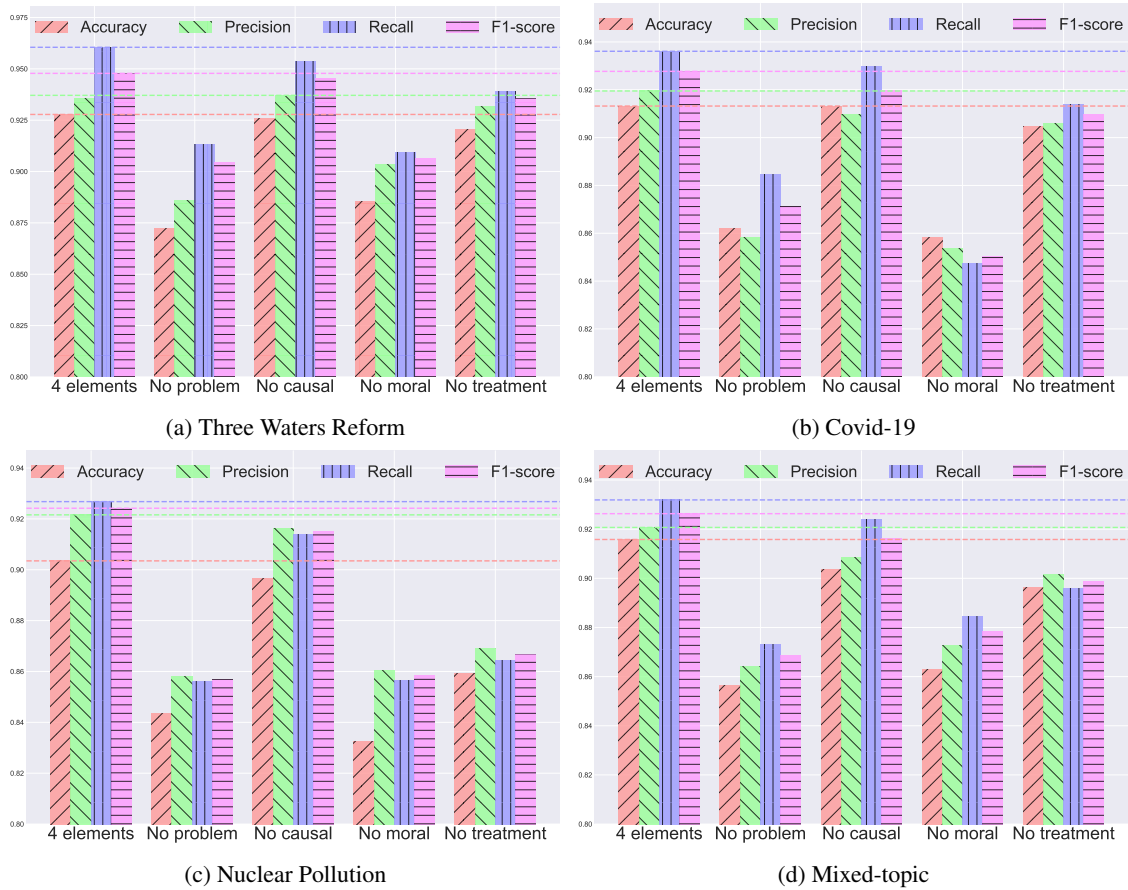 Accuracy Precision Recall F1-score
0.975
0.950
0.925
0.900
0.875
0.850
0.825
0.800
4 elements No problem No causal No moral No treatment
(a) Three Waters Reform
Accuracy Precision Recall F1-score
0.94
0.92
0.90
0.88
0.86
0.84
0.82
0.80
4 elements No problem No causal No moral No treatment
(b) Covid-19
Accuracy Precision Recall F1-score
0.94
0.92
0.90
0.88
0.86
0.84
0.82
0.80
4 elements No problem No causal No moral No treatment
(c) Nuclear Pollution
Accuracy Precision Recall F1-score
0.94
0.92
0.90
0.88
0.86
0.84
0.82
0.80
4 elements No problem No causal No moral No treatment
(d) Mixed-topic